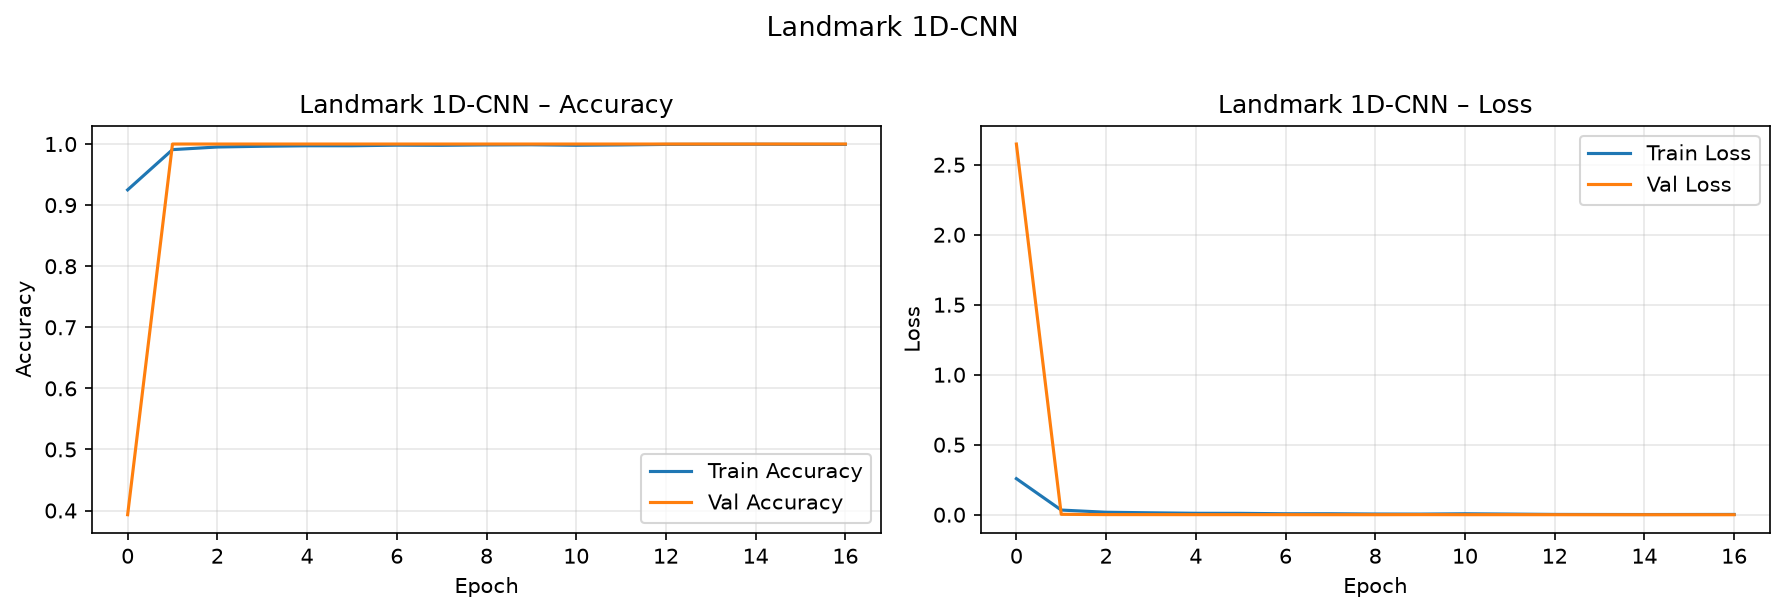 Landmark 1D-CNN
Landmark 1D-CNN – Accuracy
1.0
0.9
0.8
0.7
0.6
0.5
0.4
Accuracy
Train Accuracy
Val Accuracy
0 2 4 6 8 10 12 14 16
Epoch
Landmark 1D-CNN – Loss
2.5
2.0
1.5
1.0
0.5
0.0
Loss
Train Loss
Val Loss
0 2 4 6 8 10 12 14 16
Epoch